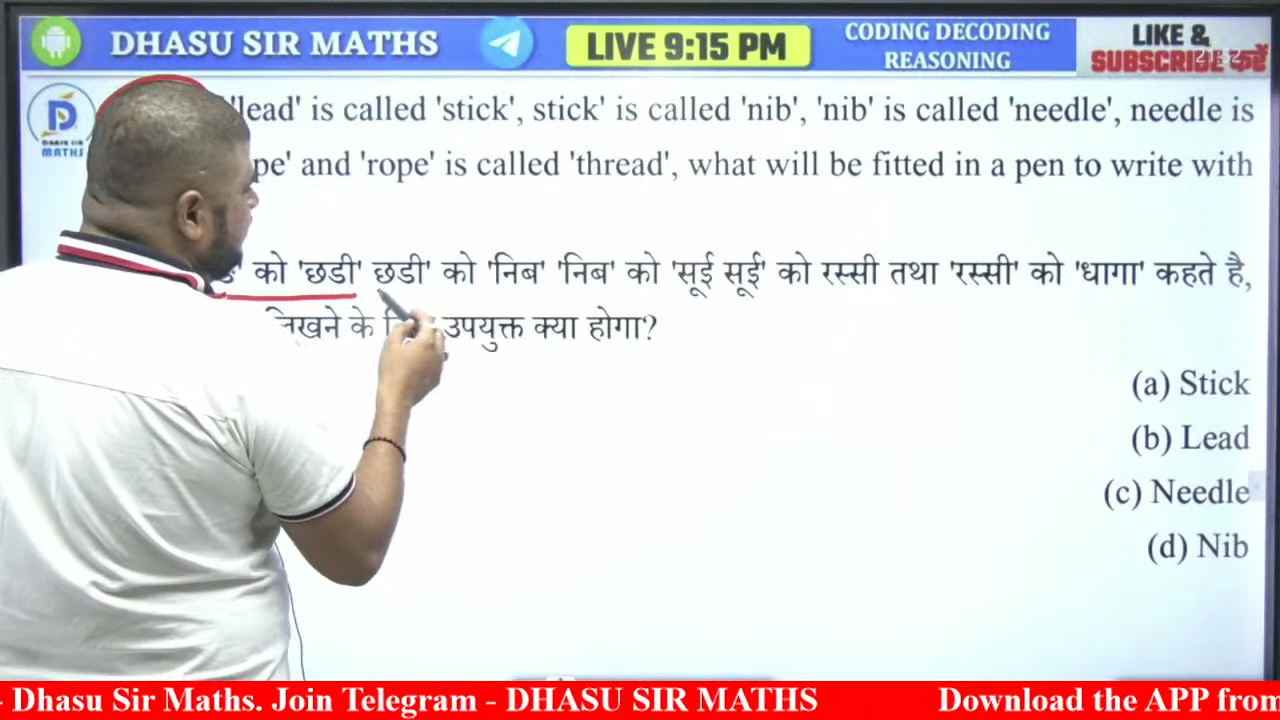 DHASU SIR MATHS
LIVE 9:15 PM
CODING DECODING
REASONING
LIKE &
SUBSCRIBE करें
DHASU SIR
MATHS
'lead' is called 'stick', stick' is called 'nib', 'nib' is called 'needle', needle is
and 'rope' is called 'thread', what will be fitted in a pen to write with
को 'छडी' छडी' को 'निब' 'निब' को 'सूई सूई' को रस्सी तथा 'रस्सी' को 'धागा' कहते है,
लिखने के उपयुक्त क्या होगा?
(a) Stick
(b) Lead
(c) Needle
(d) Nib
- Dhasu Sir Maths. Join Telegram - DHASU SIR MATHS Download the APP from